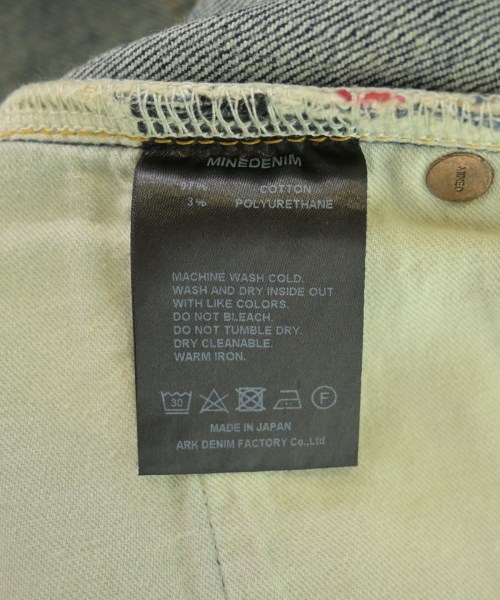 MINEDENIM
97% COTTON
3% POLYURETHANE
MACHINE WASH COLD.
WASH AND DRY INSIDE OUT
WITH LIKE COLORS.
DO NOT BLEACH.
DO NOT TUMBLE DRY.
DRY CLEANABLE.
WARM IRON.
30
F
MADE IN JAPAN
ARK DENIM FACTORY Co.,Ltd